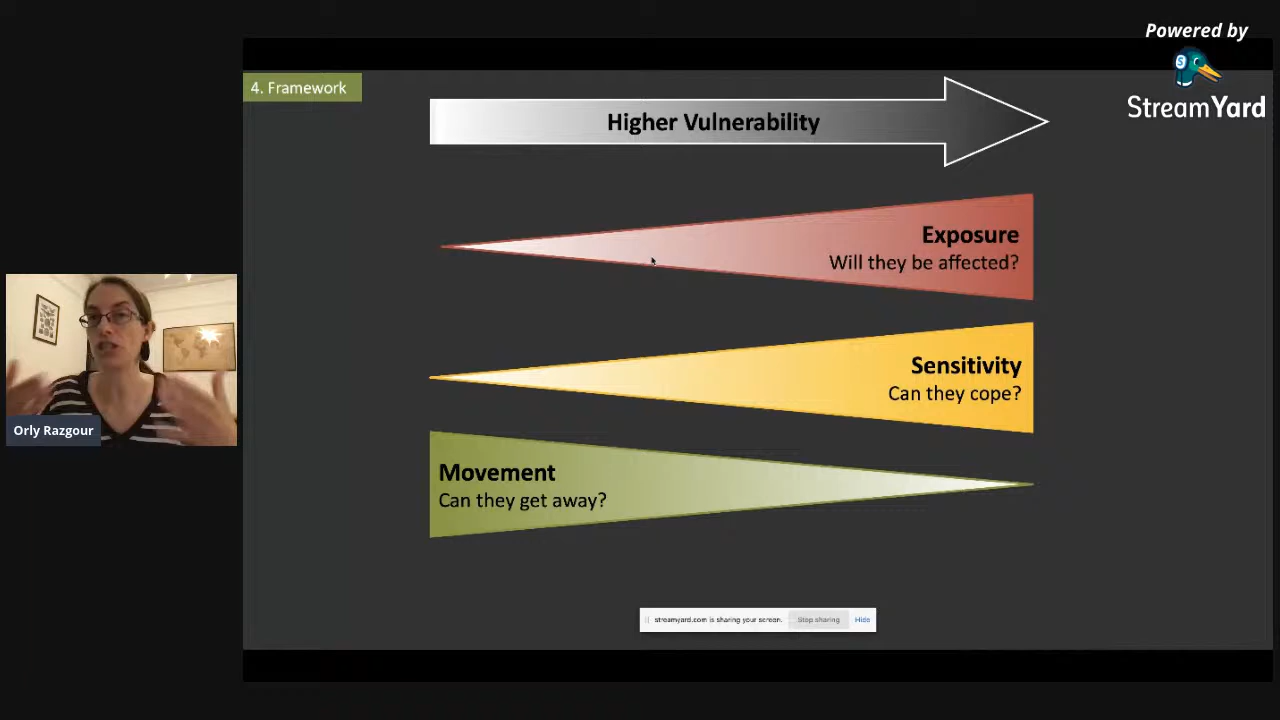 Powered by
StreamYard
4. Framework
Higher Vulnerability
Exposure
Will they be affected?
Sensitivity
Can they cope?
Movement
Can they get away?
Orly Razgour
streamyard.com is sharing your screen. Stop sharing Hide